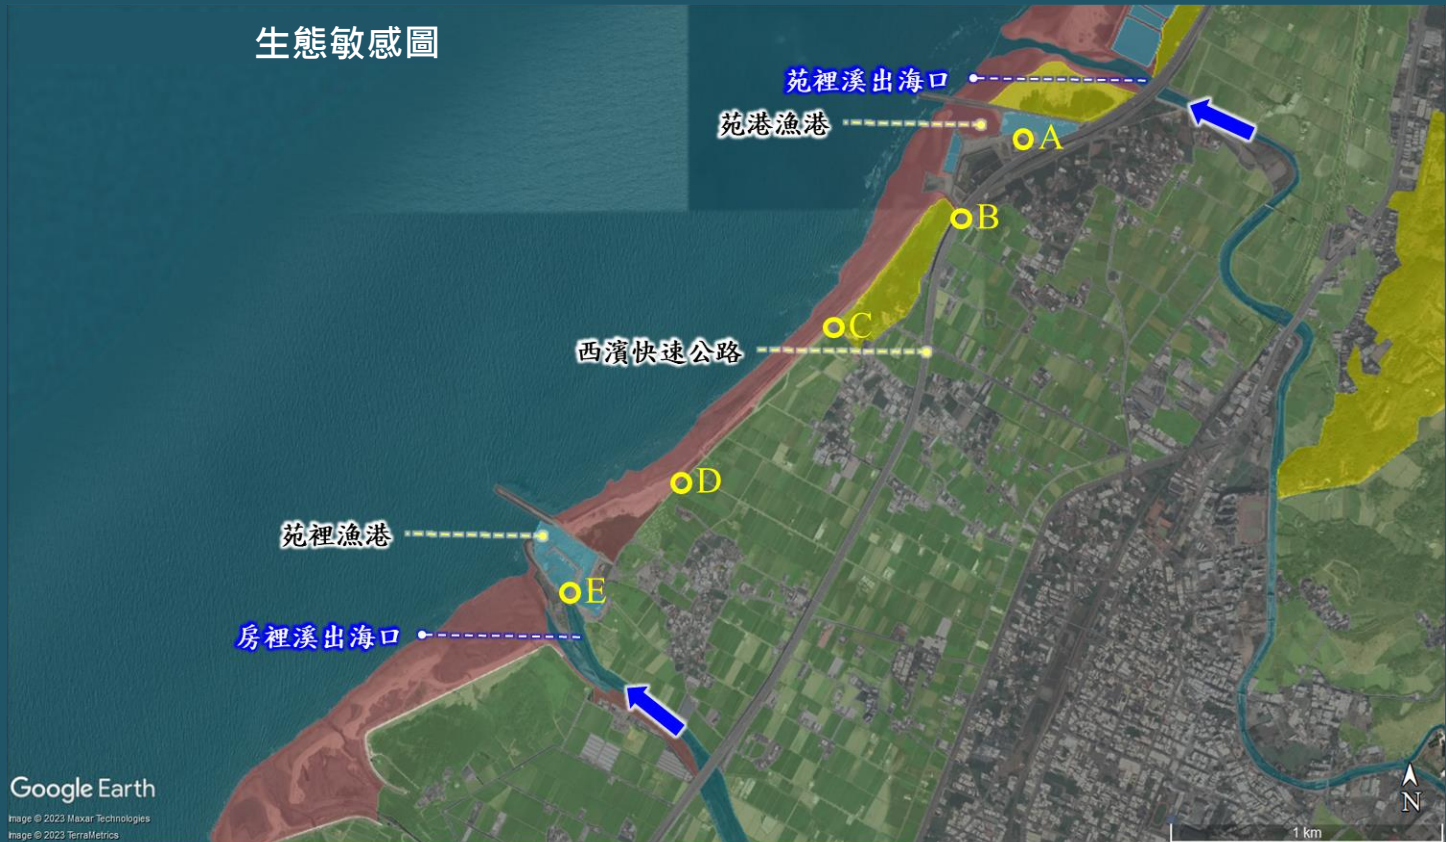 生態敏感圖
苑裡溪出海口
苑港漁港
A
B
C
西濱快速公路
D
苑裡漁港
E
房裡溪出海口
Google Earth
Image © 2023 Maxar Technologies
Image © 2023 TerraMetrics
N
1 km